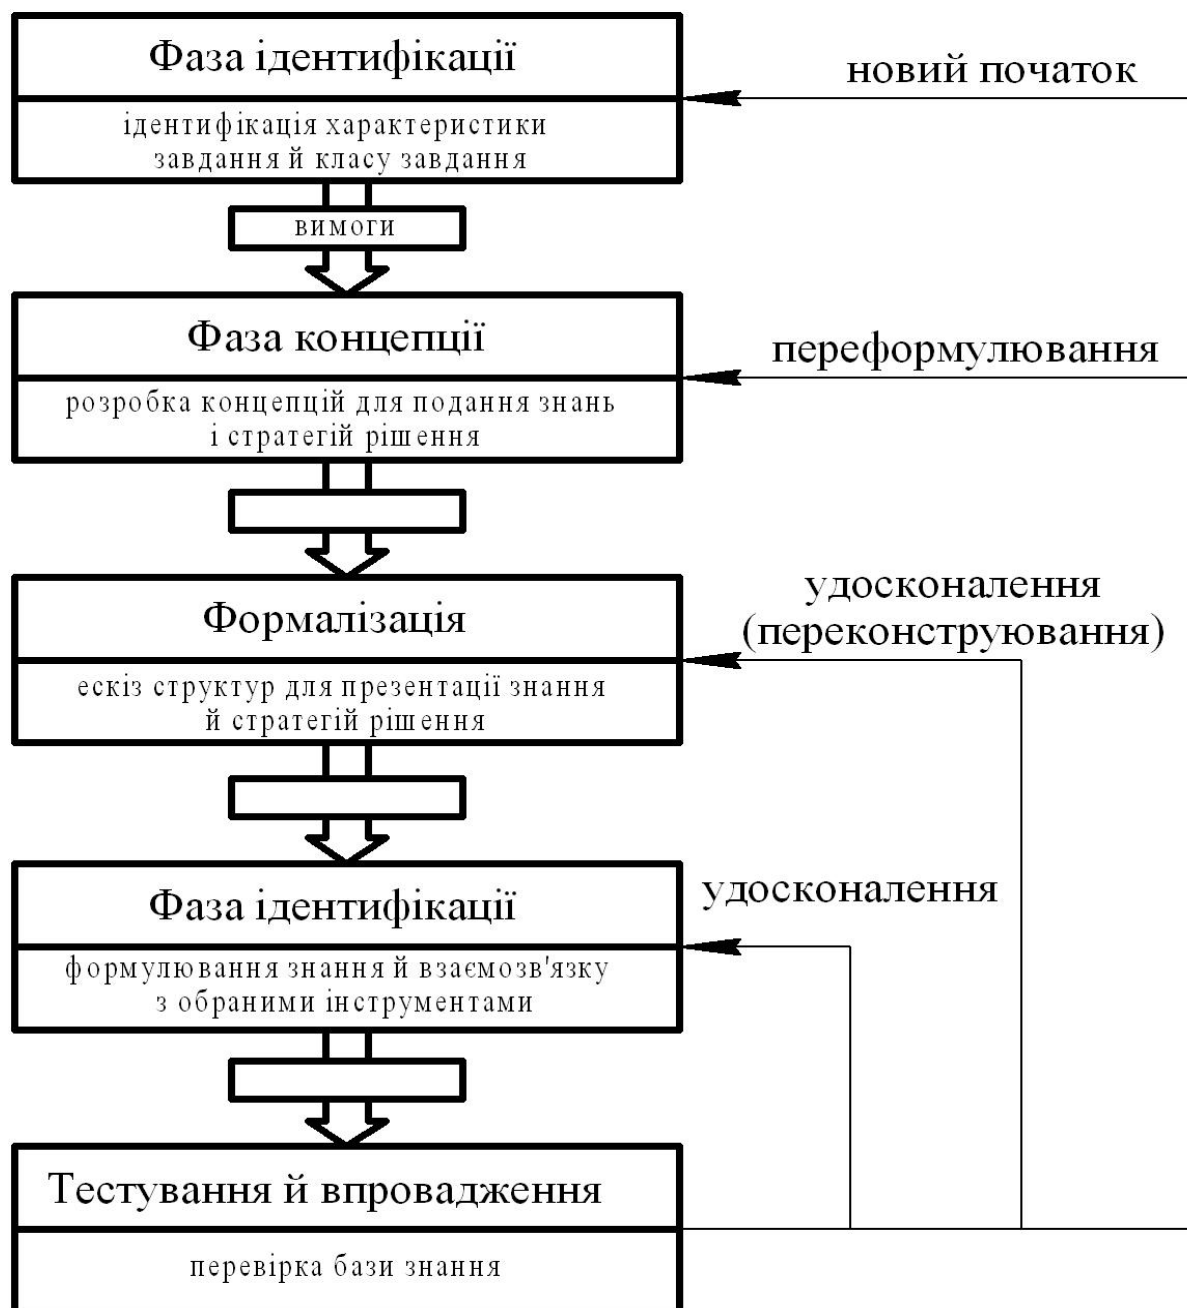 Фаза ідентифікації
новий початок
ідентифікація характеристики
завдання й класу завдання
вимоги
Фаза концепції
переформулювання
розробка концепцій для подання знань
і стратегій рішення
удосконалення
(переконструювання)
Формалізація
ескіз структур для презентації знання
й стратегій рішення
удосконалення
Фаза ідентифікації
формулювання знання й взаємозв'язку
з обраними інструментами
Тестування й впровадження
перевірка бази знання